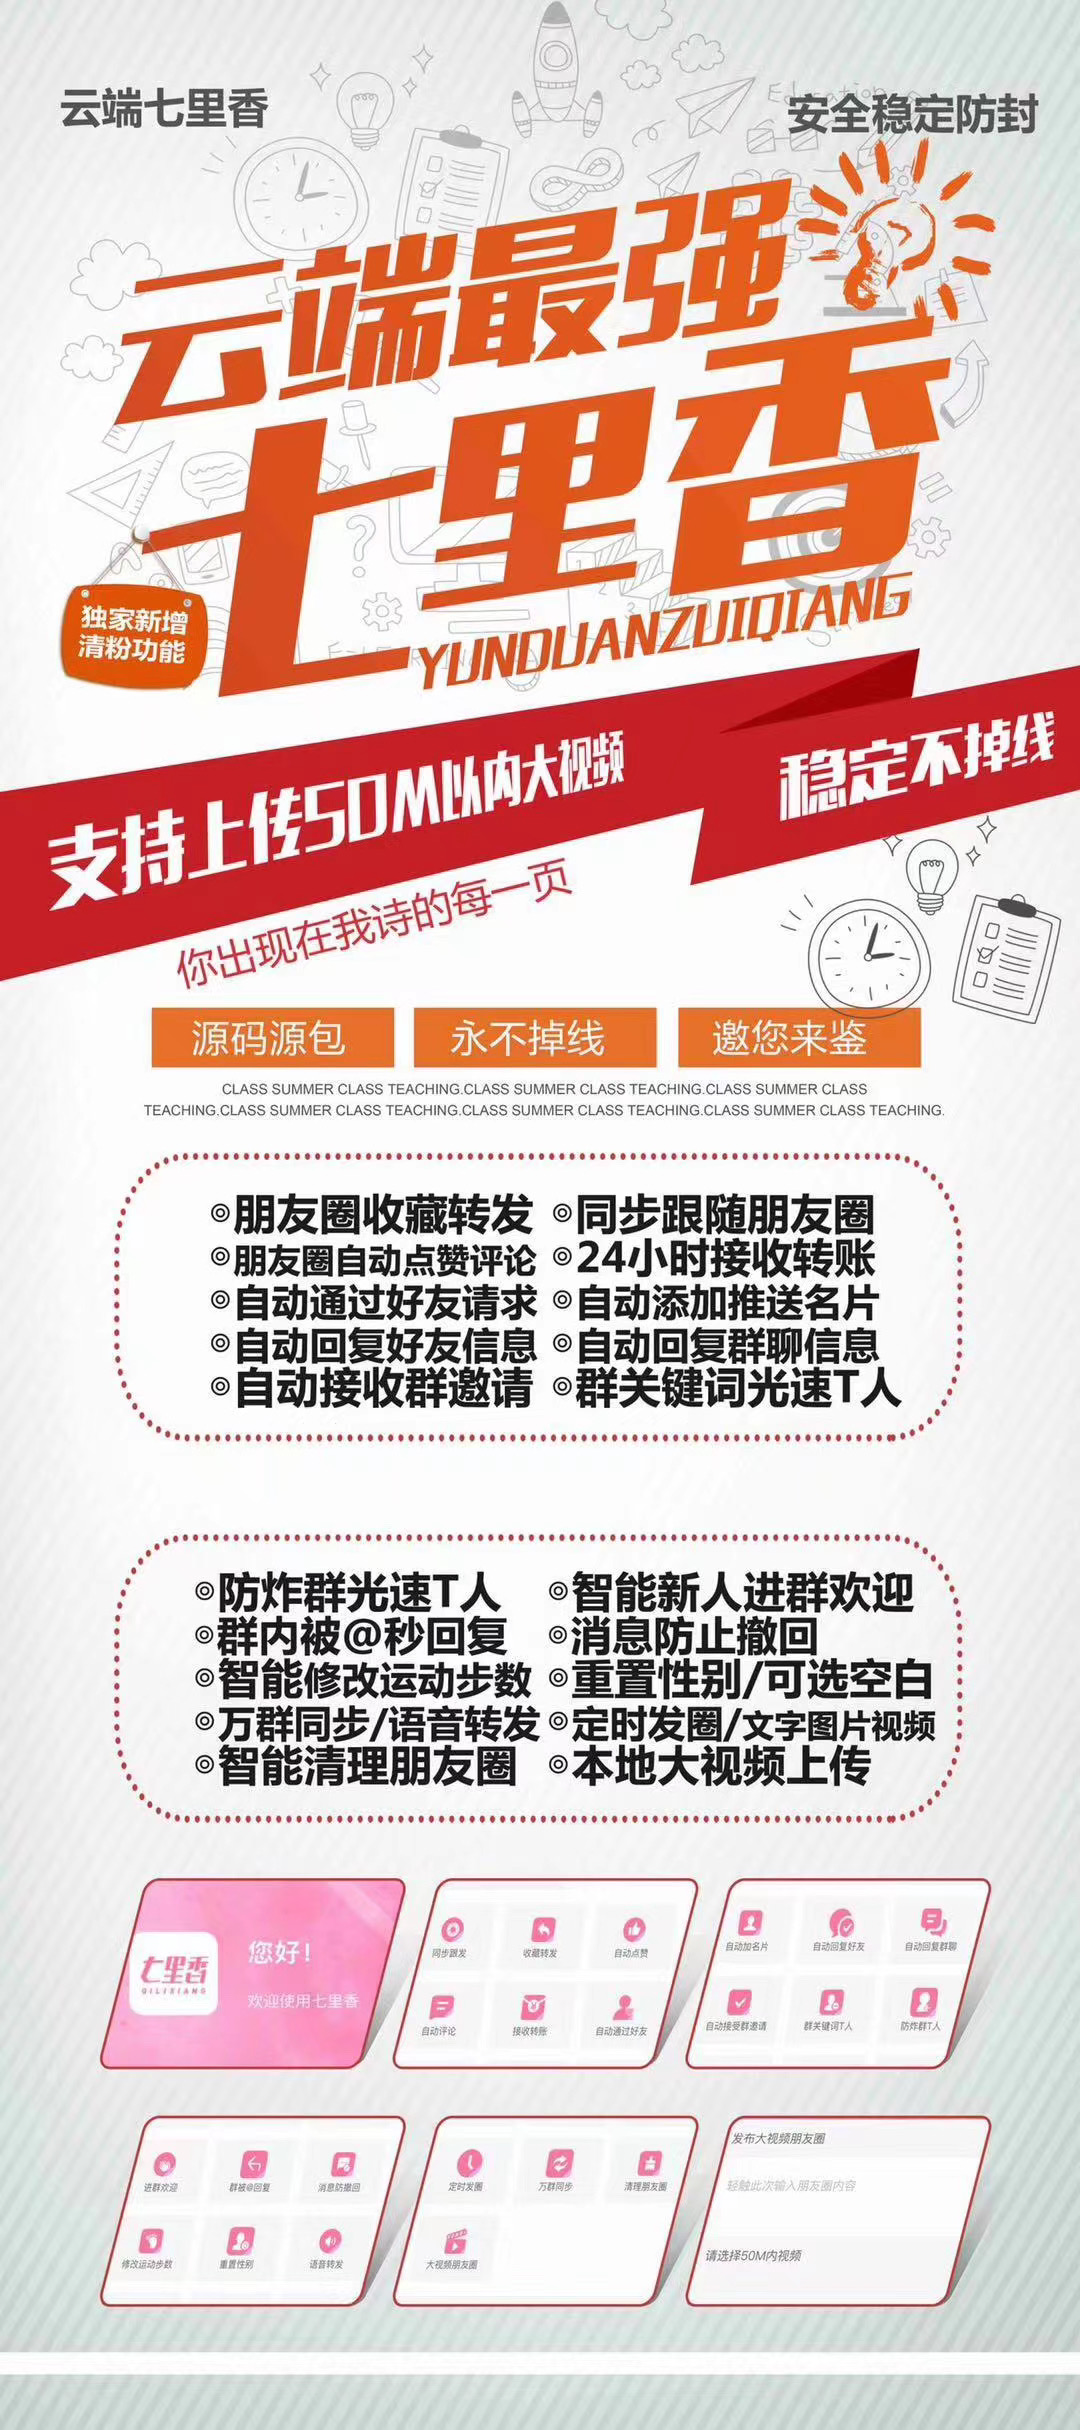 云端七里香
安全稳定防封
云端最强
七里香
YUNDUANZUIQIANG
独家新增
清粉功能
支持上传50M以内大视频
稳定不掉线
你出现在我诗的每一页
源码源包
永不掉线
邀您来鉴
CLASS SUMMER CLASS TEACHING.CLASS SUMMER CLASS TEACHING.CLASS SUMMER CLASS
TEACHING.CLASS SUMMER CLASS TEACHING.CLASS SUMMER CLASS TEACHING.CLASS SUMMER CLASS TEACHING.
◎朋友圈收藏转发 ◎同步跟随朋友圈
◎朋友圈自动点赞评论 ◎24小时接收转账
◎自动通过好友请求 ◎自动添加推送名片
◎自动回复好友信息 ◎自动回复群聊信息
◎自动接收群邀请 ◎群关键词光速T人
◎防炸群光速T人 ◎智能新人进群欢迎
◎群内被@秒回复 ◎消息防止撤回
◎智能修改运动步数 ◎重置性别/可选空白
◎万群同步/语音转发 ◎定时发圈/文字图片视频
◎智能清理朋友圈 ◎本地大视频上传
七里香
QILIXIANG
您好！
欢迎使用七里香
同步跟发 收藏转发 自动点赞
自动评论 接收转账 自动通过好友
自动加名片 自动回复好友 自动回复群聊
自动接受群邀请 群关键词T人 防炸群T人
进群欢迎 群被@回复 消息防撤回
修改运动步数 重置性别 语音转发
定时发圈 万群同步 清理朋友圈
大视频朋友圈
发布大视频朋友圈
轻触此次输入朋友圈内容
请选择50M内视频